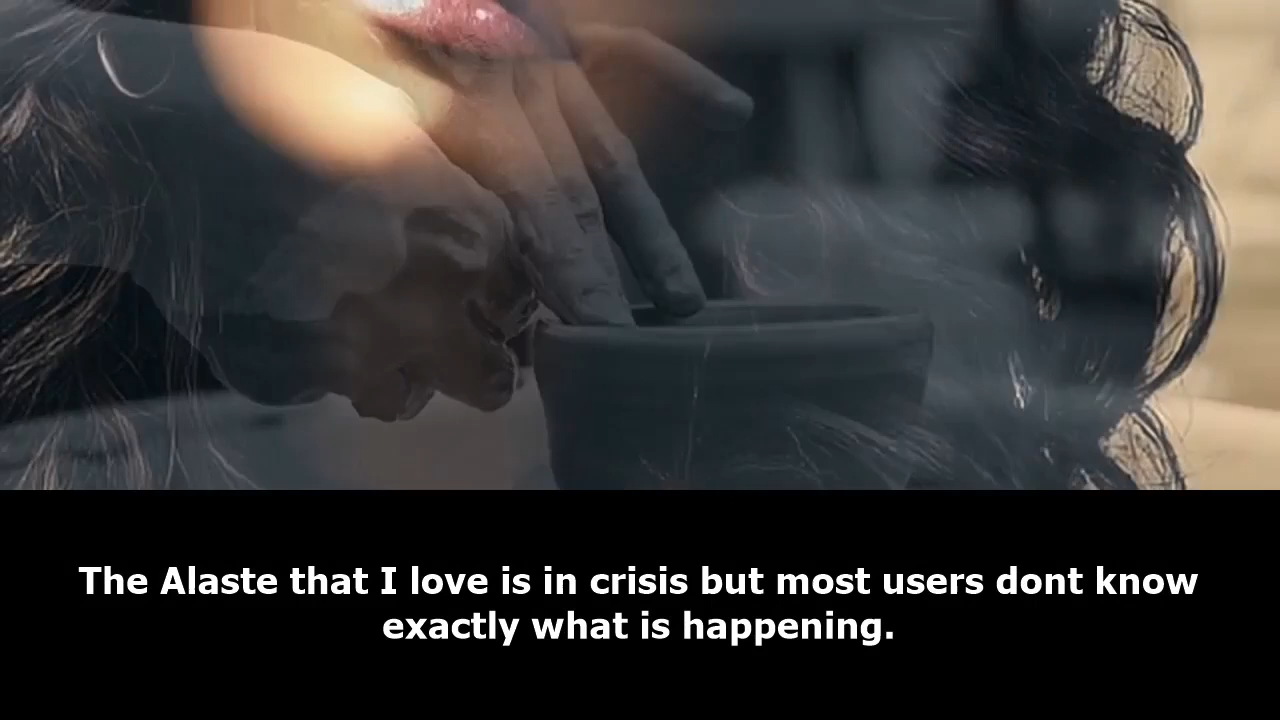 The Alaste that I love is in crisis but most users dont know
exactly what is happening.